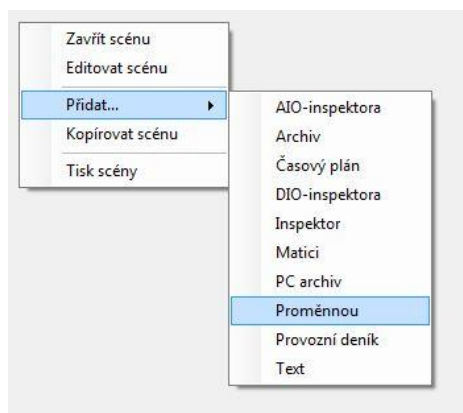 Zavřít scénu
Editovat scénu
Přidat...
Kopírovat scénu
Tisk scény
AIO-inspektora
Archiv
Časový plán
DIO-inspektora
Inspektor
Matici
PC archiv
Proměnnou
Provozní deník
Text